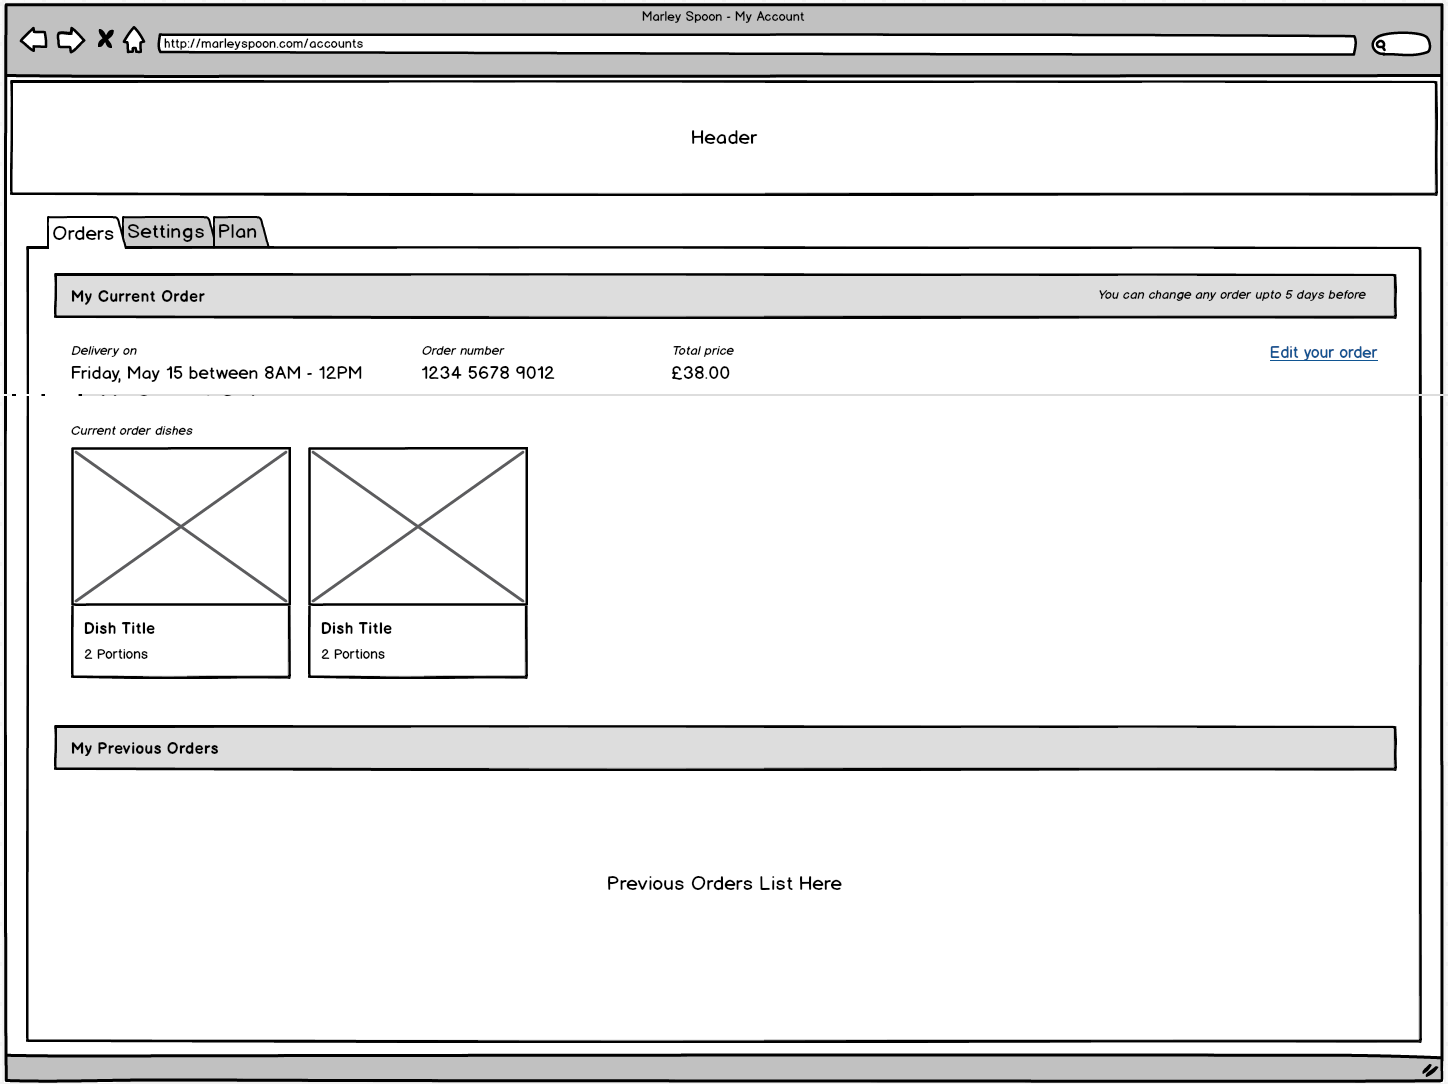 Marley Spoon - My Account
http://marleyspoon.com/accounts
Header
Orders Settings Plan
My Current Order You can change any order upto 5 days before
Delivery on Order number Total price Edit your order
Friday, May 15 between 8AM - 12PM 1234 5678 9012 £38.00
Current order dishes
Dish Title Dish Title
2 Portions 2 Portions
My Previous Orders
Previous Orders List Here